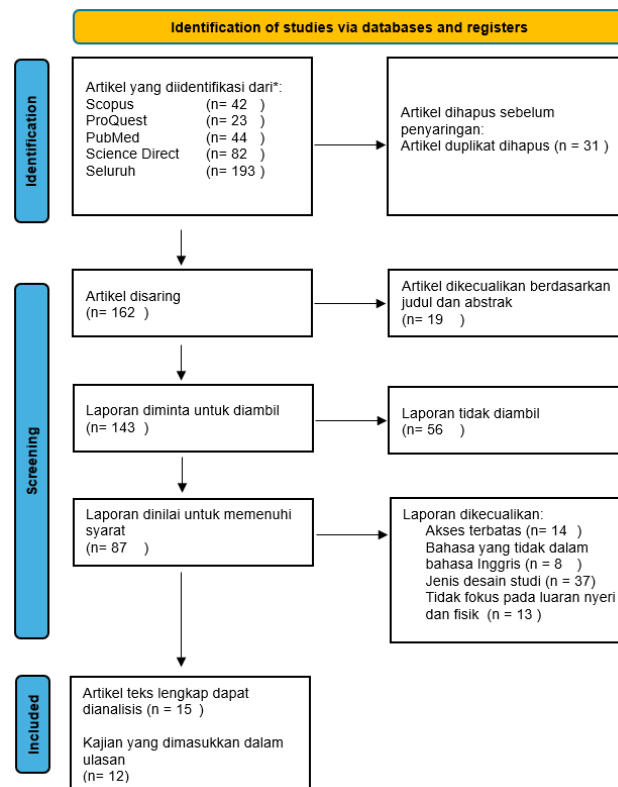 Identification of studies via databases and registers
Identification
Artikel yang diidentifikasi dari*:
Scopus (n= 42 )
ProQuest (n= 23 )
PubMed (n= 44 )
Science Direct (n= 82 )
Seluruh (n= 193 )
Artikel dihapus sebelum
penyaringan:
Artikel duplikat dihapus (n = 31 )
Screening
Artikel disaring
(n= 162 )
Artikel dikecualikan berdasarkan
judul dan abstrak
(n= 19 )
Laporan diminta untuk diambil
(n= 143 )
Laporan tidak diambil
(n= 56 )
Laporan dinilai untuk memenuhi
syarat
(n= 87 )
Laporan dikecualikan:
Akses terbatas (n= 14 )
Bahasa yang tidak dalam
bahasa Inggris (n= 8 )
Jenis desain studi (n= 37)
Tidak fokus pada luaran nyeri
dan fisik (n = 13 )
Included
Artikel teks lengkap dapat
dianalisis (n = 15 )
Kajian yang dimasukkan dalam
ulasan
(n= 12)